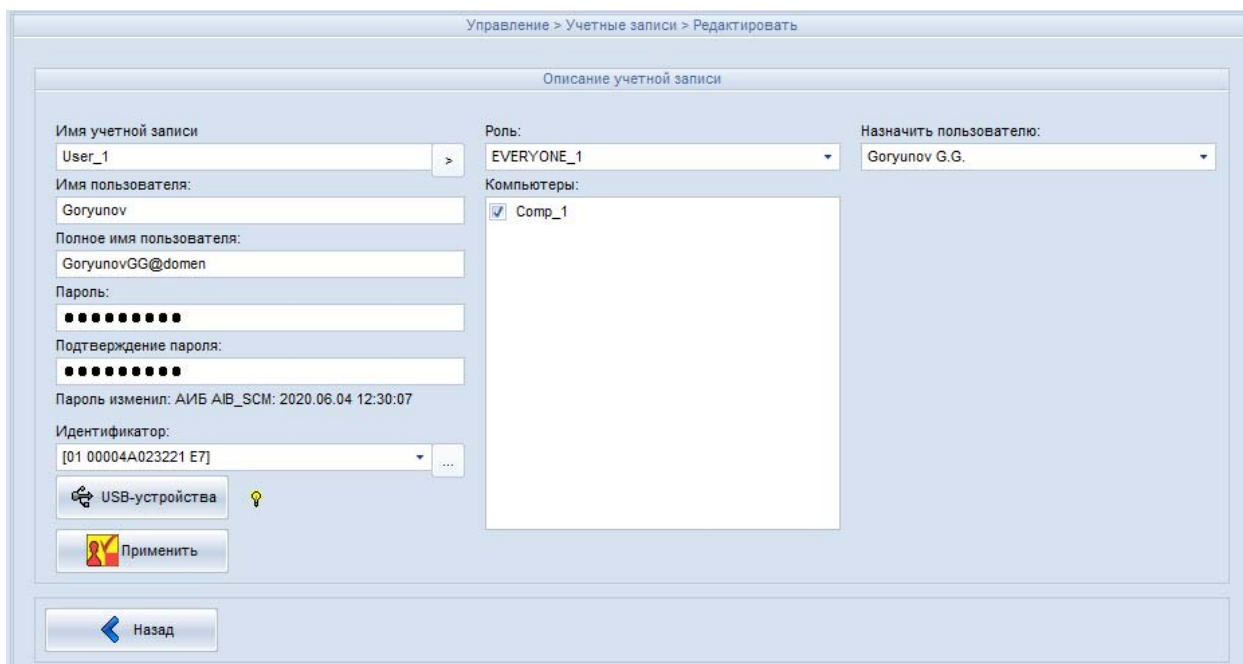 Управление > Учетные записи > Редактировать
Описание учетной записи
Имя учетной записи
User_1
>
Имя пользователя:
Goryunov
Полное имя пользователя:
GoryunovGG@domen
Пароль:
●●●●●●●●●
Подтверждение пароля:
●●●●●●●●●
Пароль изменил: АИБ AIB_SCM: 2020.06.04 12:30:07
Идентификатор:
[01 00004A023221 E7]
...
USB-устройства
Применить
Роль:
EVERYONE_1
Компьютеры:
Comp_1
Назначить пользователю:
Goryunov G.G.
Назад